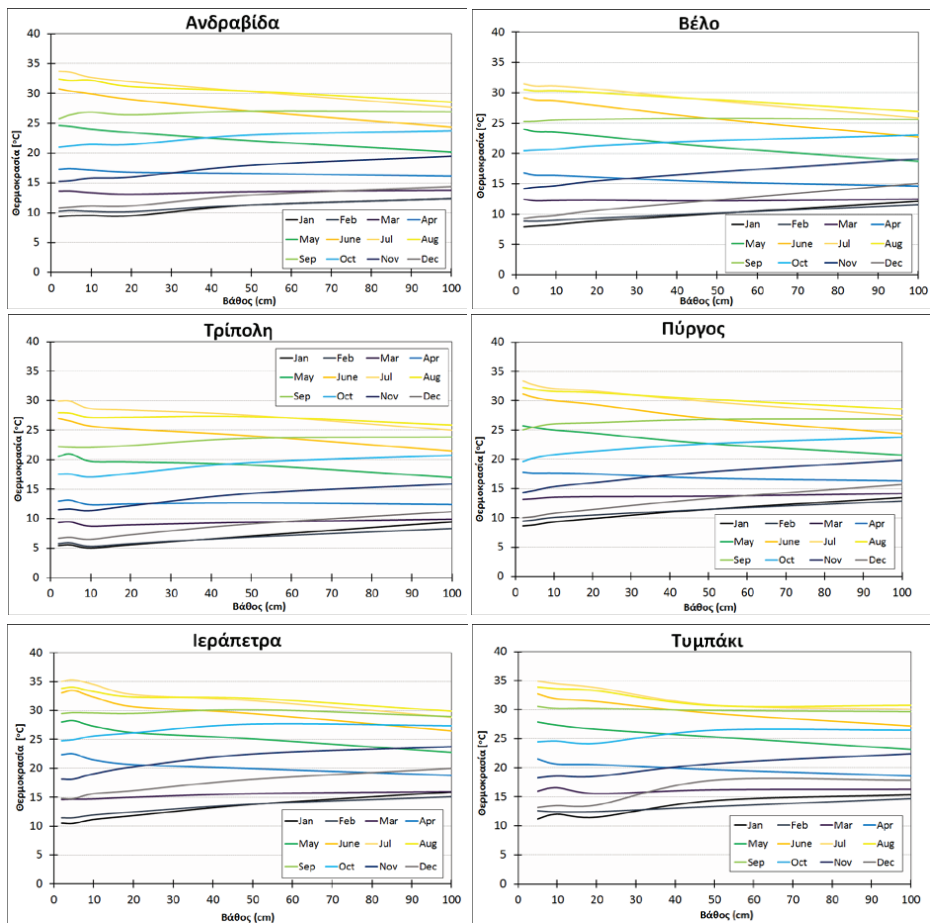 Ανδραβίδα
Θερμοκρασία [°C]
40
35
30
25
20
15
10
5
0
Jan Feb Mar Apr
May June Jul Aug
Sep Oct Nov Dec
0 10 20 30 40 50 60 70 80 90 100
Βάθος (cm)
Βέλο
Θερμοκρασία [°C]
40
35
30
25
20
15
10
5
0
Jan Feb Mar Apr
May June Jul Aug
Sep Oct Nov Dec
0 10 20 30 40 50 60 70 80 90 100
Βάθος (cm)
Τρίπολη
Θερμοκρασία [°C]
40
35
30
25
20
15
10
5
0
Jan Feb Mar Apr
May June Jul Aug
Sep Oct Nov Dec
0 10 20 30 40 50 60 70 80 90 100
Βάθος (cm)
Πύργος
Θερμοκρασία [°C]
40
35
30
25
20
15
10
5
0
Jan Feb Mar Apr
May June Jul Aug
Sep Oct Nov Dec
0 10 20 30 40 50 60 70 80 90 100
Βάθος (cm)
Ιεράπετρα
Θερμοκρασία [°C]
40
35
30
25
20
15
10
5
0
Jan Feb Mar Apr
May June Jul Aug
Sep Oct Nov Dec
0 10 20 30 40 50 60 70 80 90 100
Βάθος (cm)
Τυμπάκι
Θερμοκρασία [°C]
40
35
30
25
20
15
10
5
0
Jan Feb Mar Apr
May June Jul Aug
Sep Oct Nov Dec
0 10 20 30 40 50 60 70 80 90 100
Βάθος (cm)